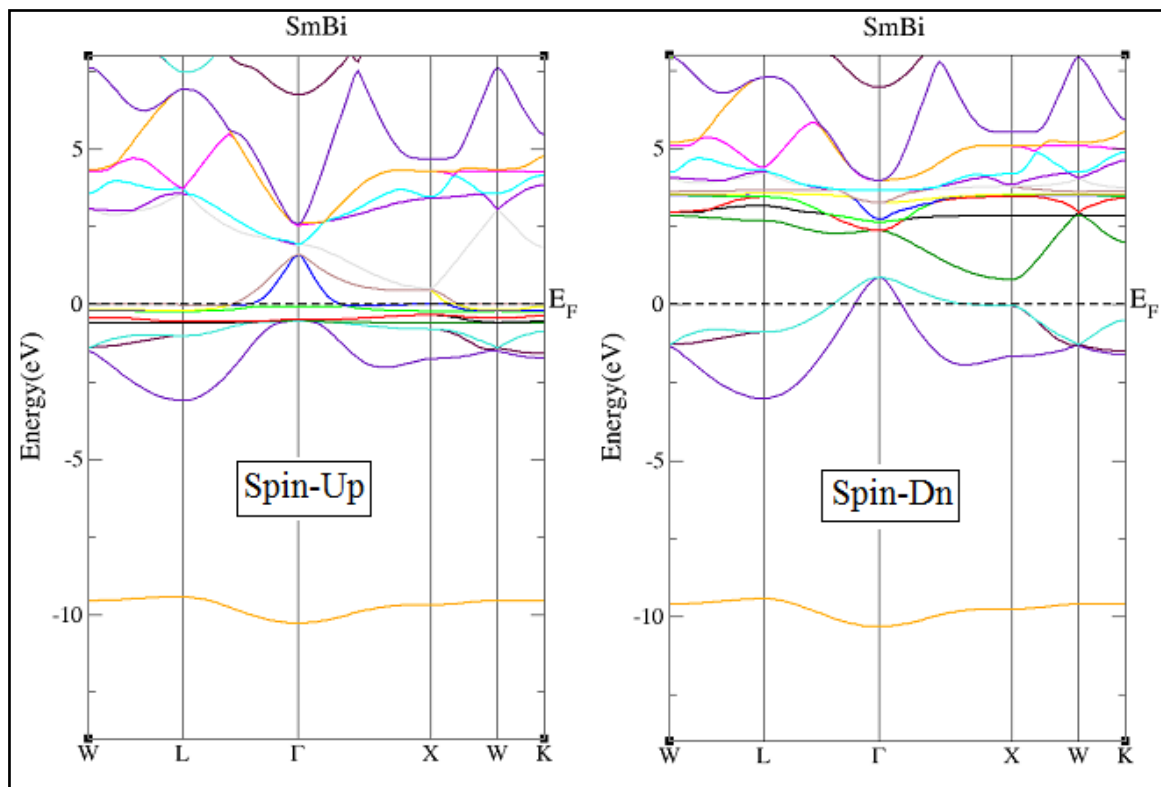 SmBi
5
0
-5
-10
Energy(eV)
E_F
Spin-Up
W L Γ X W K
SmBi
5
0
-5
-10
Energy(eV)
E_F
Spin-Dn
W L Γ X W K